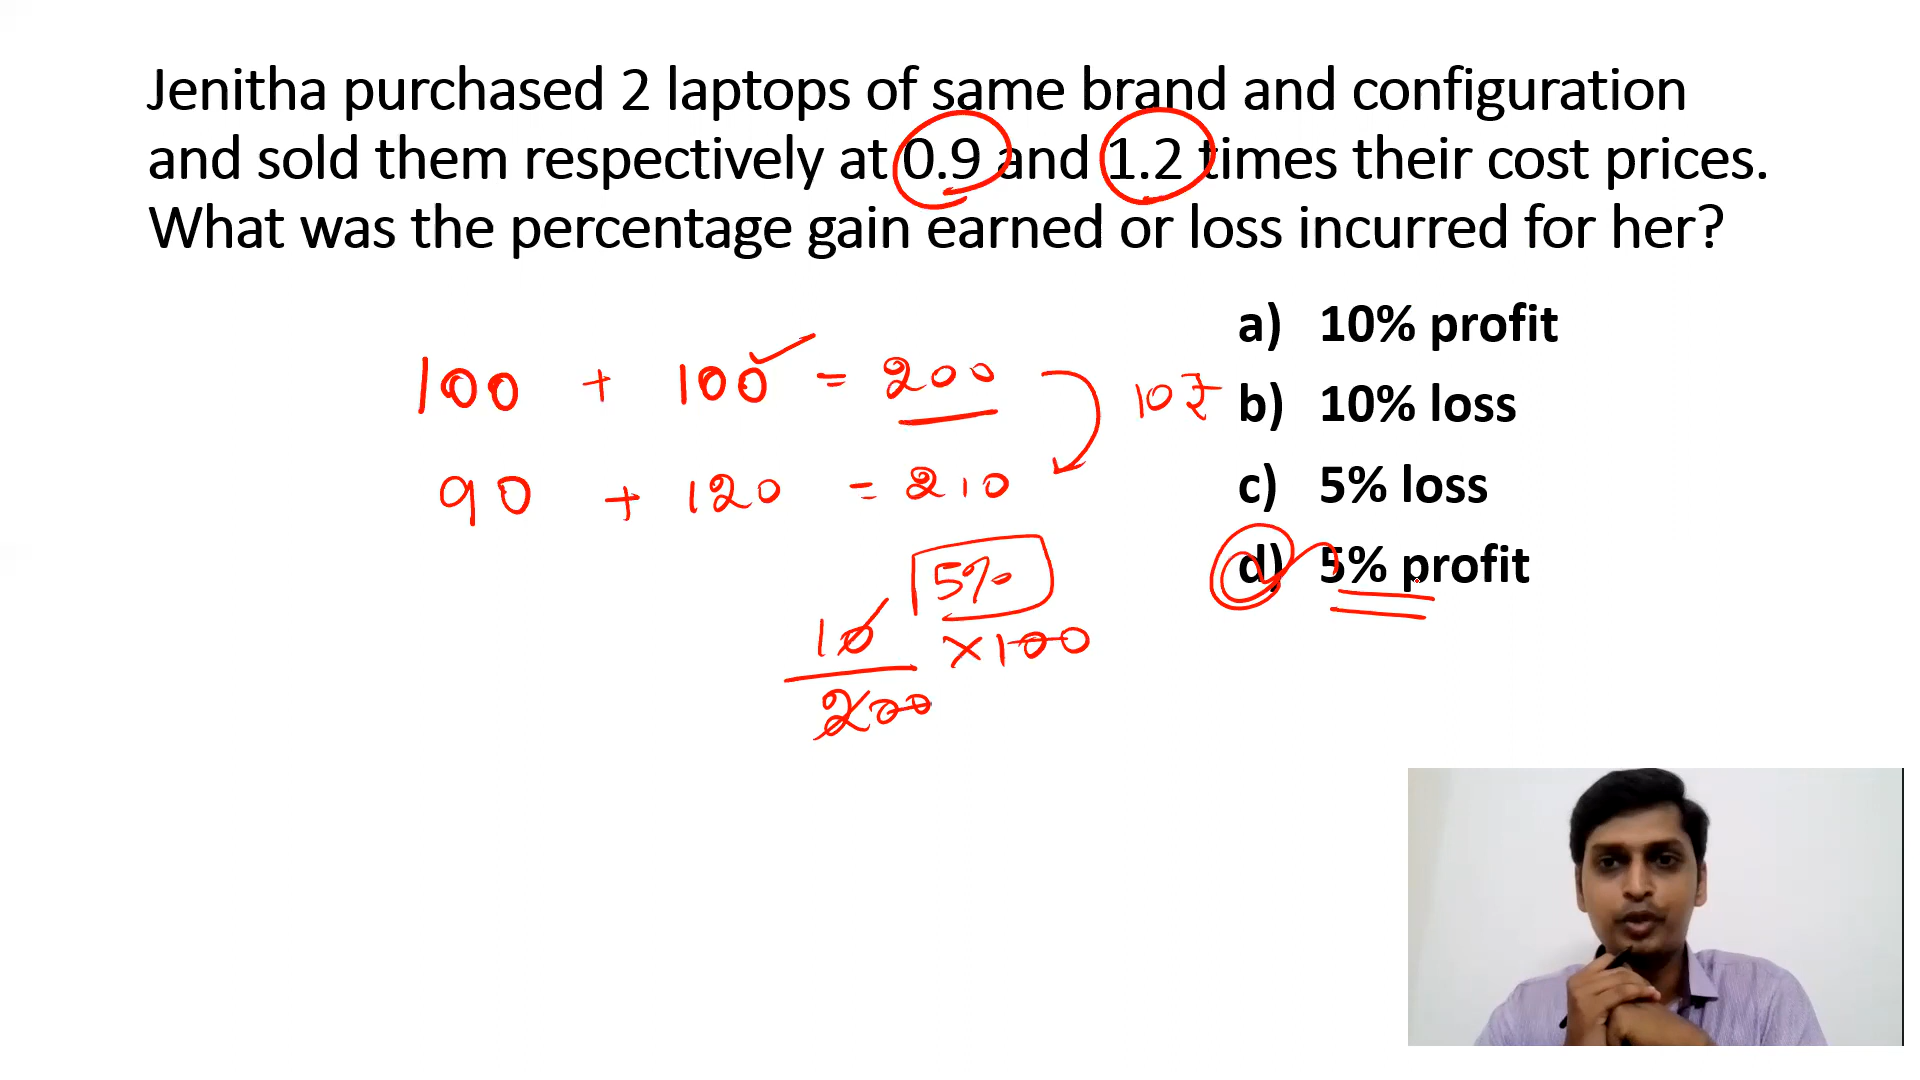 Jenitha purchased 2 laptops of same brand and configuration
and sold them respectively at 0.9 and 1.2 times their cost prices.
What was the percentage gain earned or loss incurred for her?
a) 10% profit
b) 10% loss
c) 5% loss
d) 5% profit
100 + 100 = 200
10₹
90 + 120 = 210
5%
10
×100
200